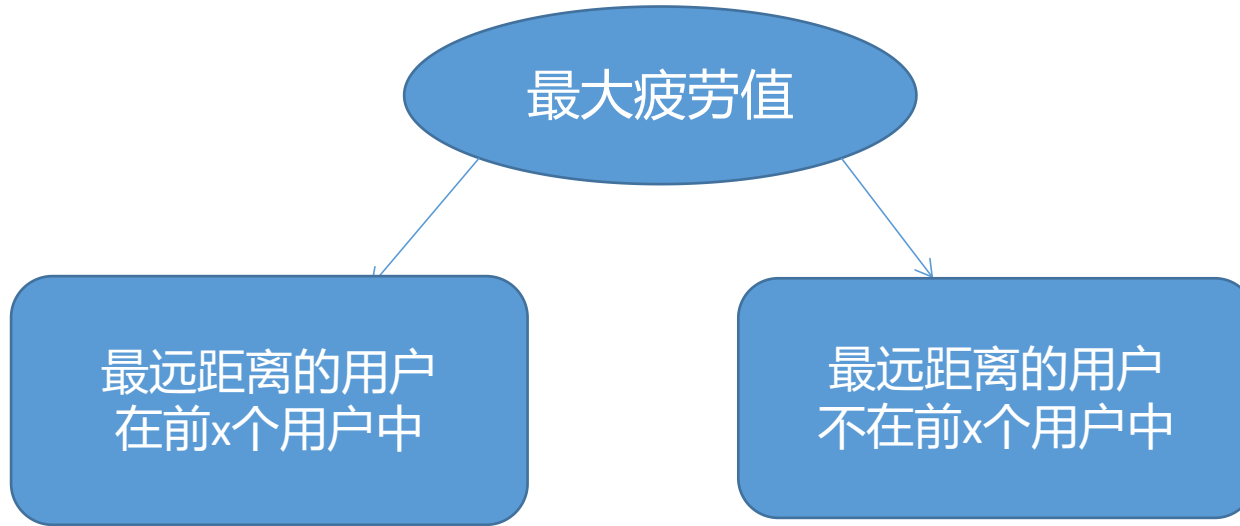 最大疲劳值
最远距离的用户
在前x个用户中
最远距离的用户
不在前x个用户中